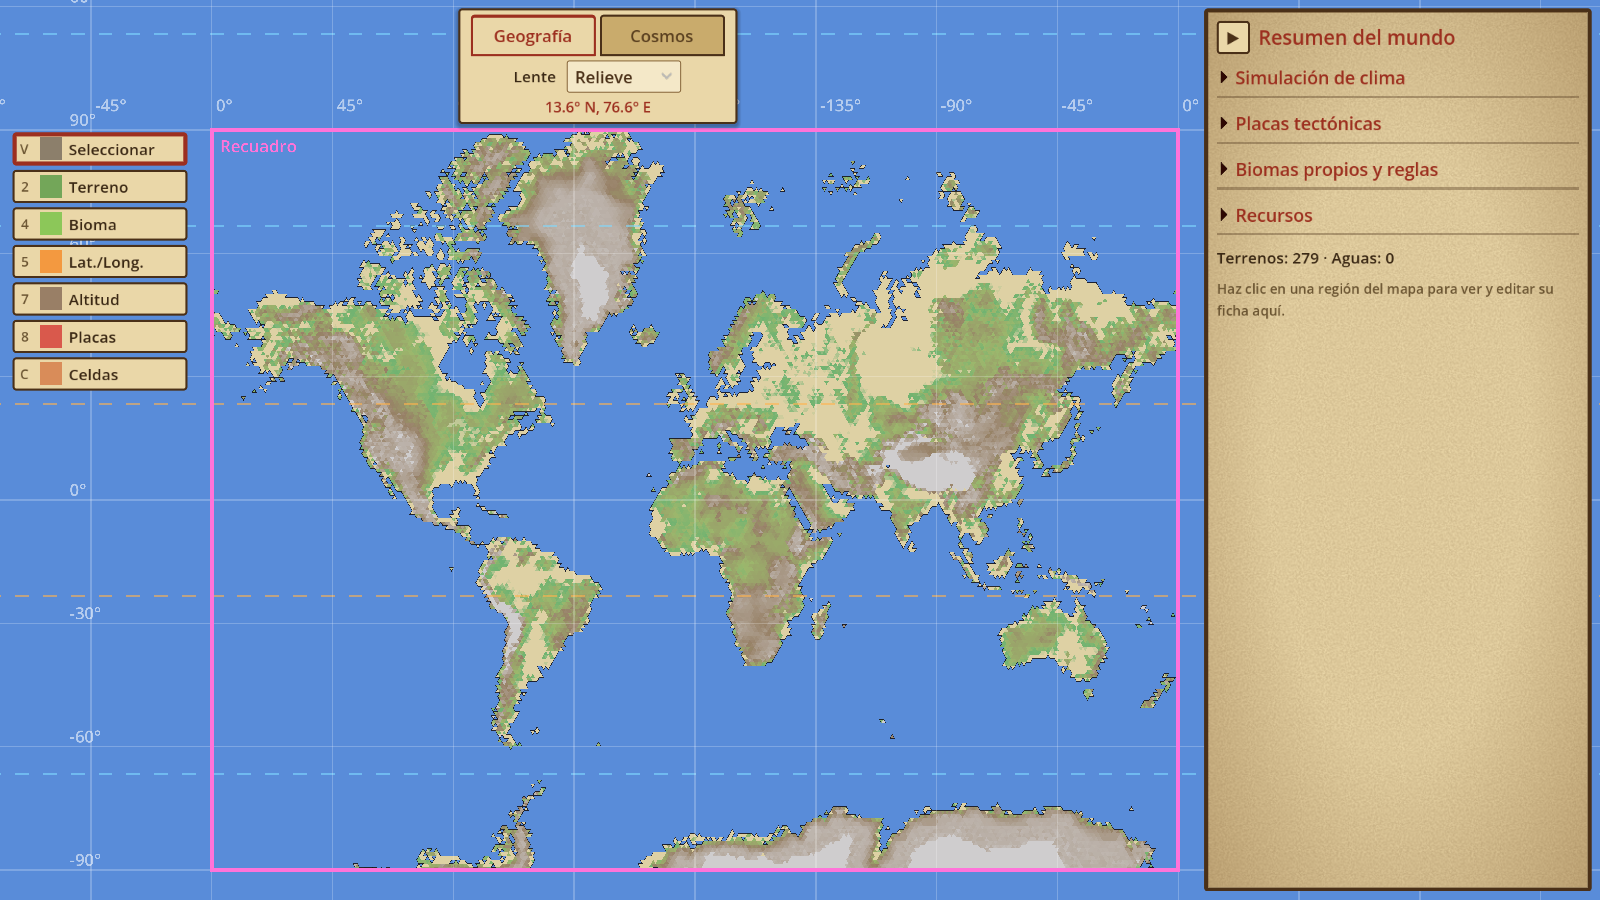 Geografía
Cosmos
Lente
Relieve
13.6° N, 76.6° E
-45°
0°
45°
-135°
-90°
-45°
0°
90°
0°
-30°
-60°
-90°
Recuadro
V Seleccionar
2 Terreno
4 Bioma
5 Lat./Long.
7 Altitud
8 Placas
C Celdas
Resumen del mundo
Simulación de clima
Placas tectónicas
Biomas propios y reglas
Recursos
Terrenos: 279 · Aguas: 0
Haz clic en una región del mapa para ver y editar su
ficha aquí.